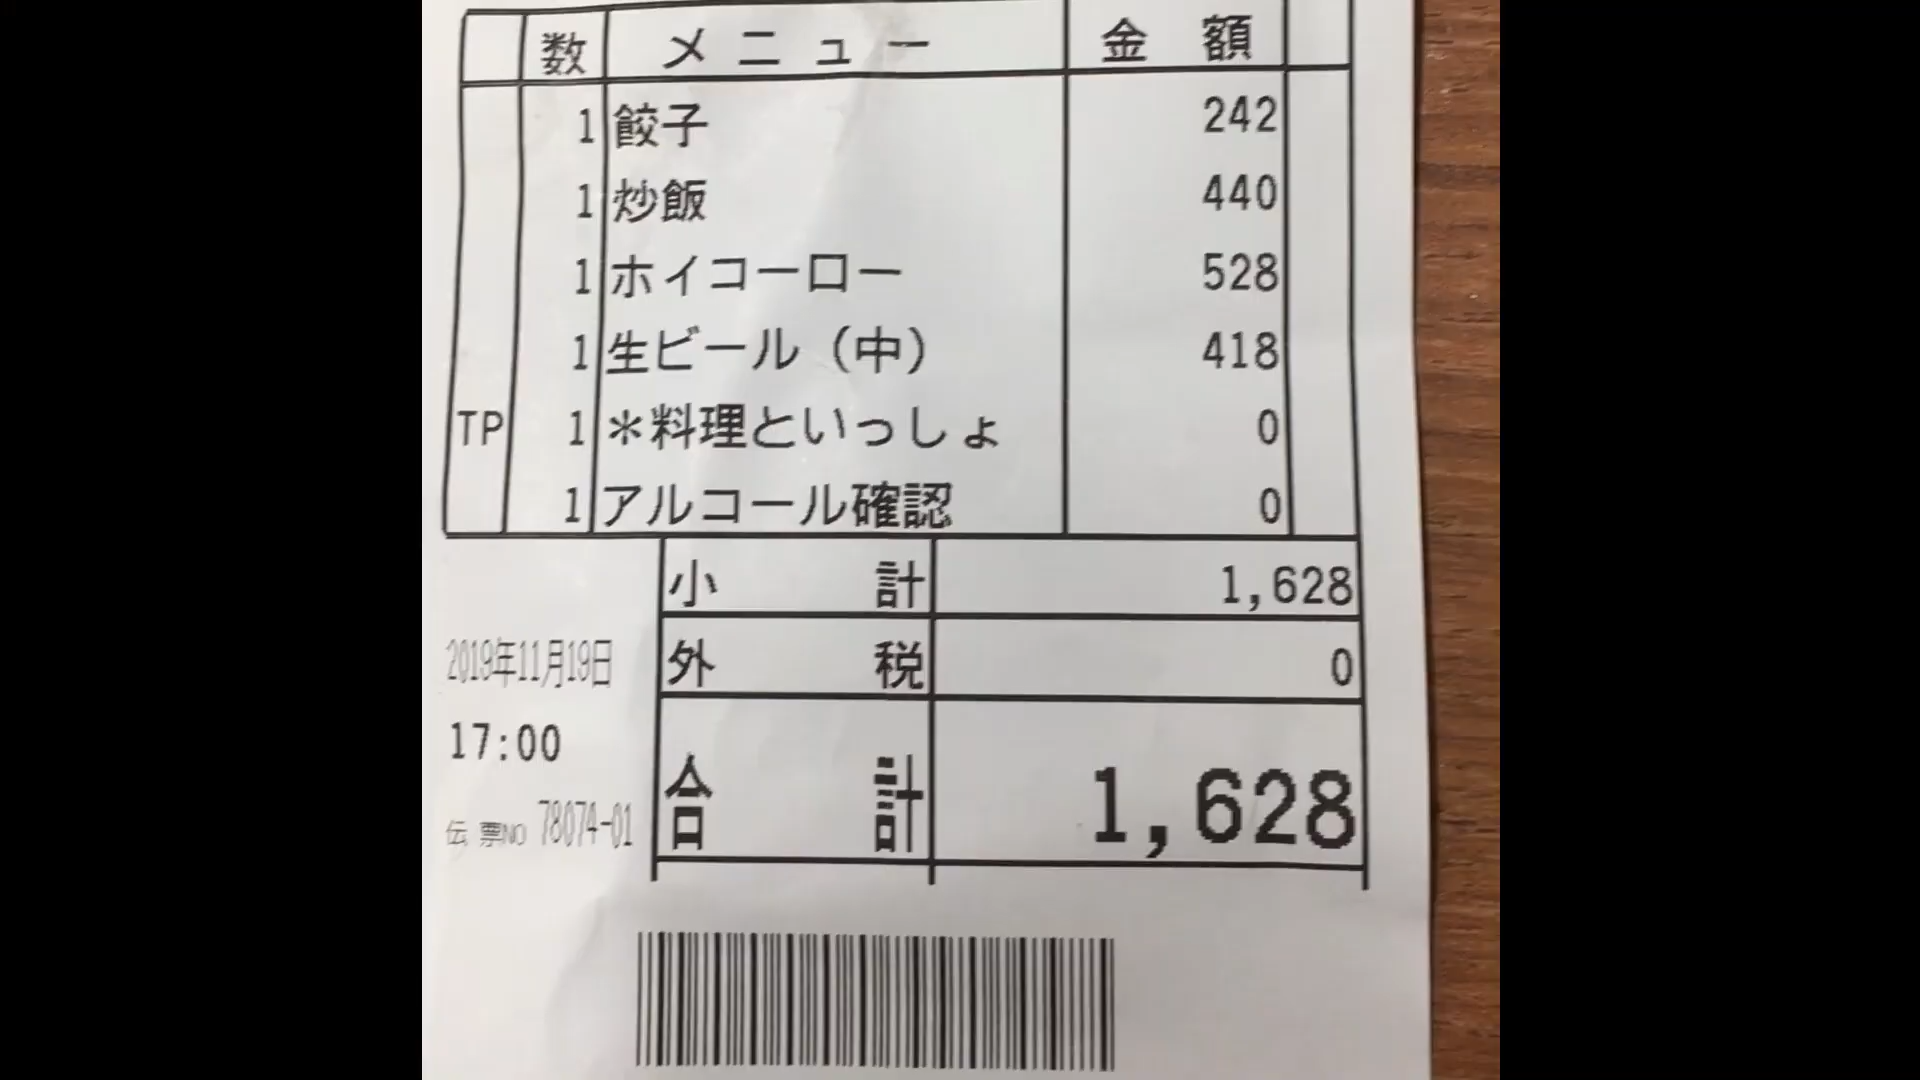 数 メニュー 金額
1 餃子 242
1 炒飯 440
1 ホイコーロー 528
1 生ビール（中） 418
TP 1 ＊料理といっしょ 0
1 アルコール確認 0
小計 1,628
2019年11月19日 外税 0
17:00
伝票NO 78074-01 合計 1,628